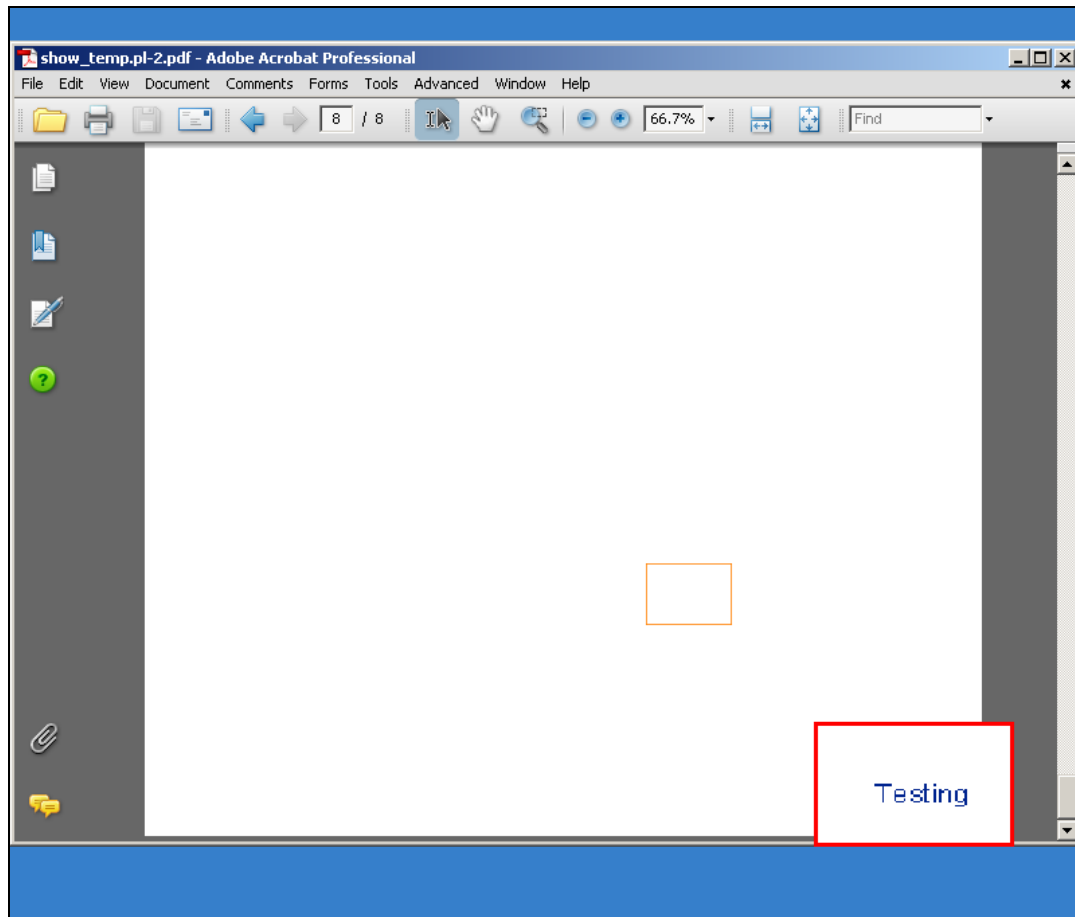 show_temp.pl-2.pdf - Adobe Acrobat Professional
File Edit View Document Comments Forms Tools Advanced Window Help
8 / 8 66.7% Find
Testing